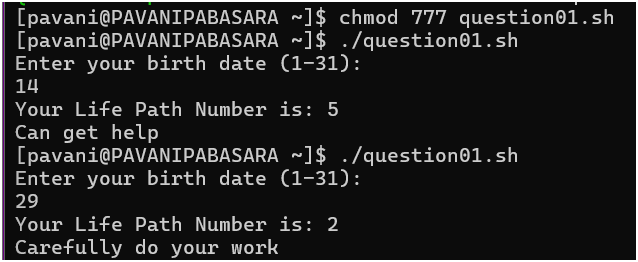 [pavani@PAVANIPABASARA ~]$ chmod 777 question01.sh
[pavani@PAVANIPABASARA ~]$ ./question01.sh
Enter your birth date (1-31):
14
Your Life Path Number is: 5
Can get help
[pavani@PAVANIPABASARA ~]$ ./question01.sh
Enter your birth date (1-31):
29
Your Life Path Number is: 2
Carefully do your work